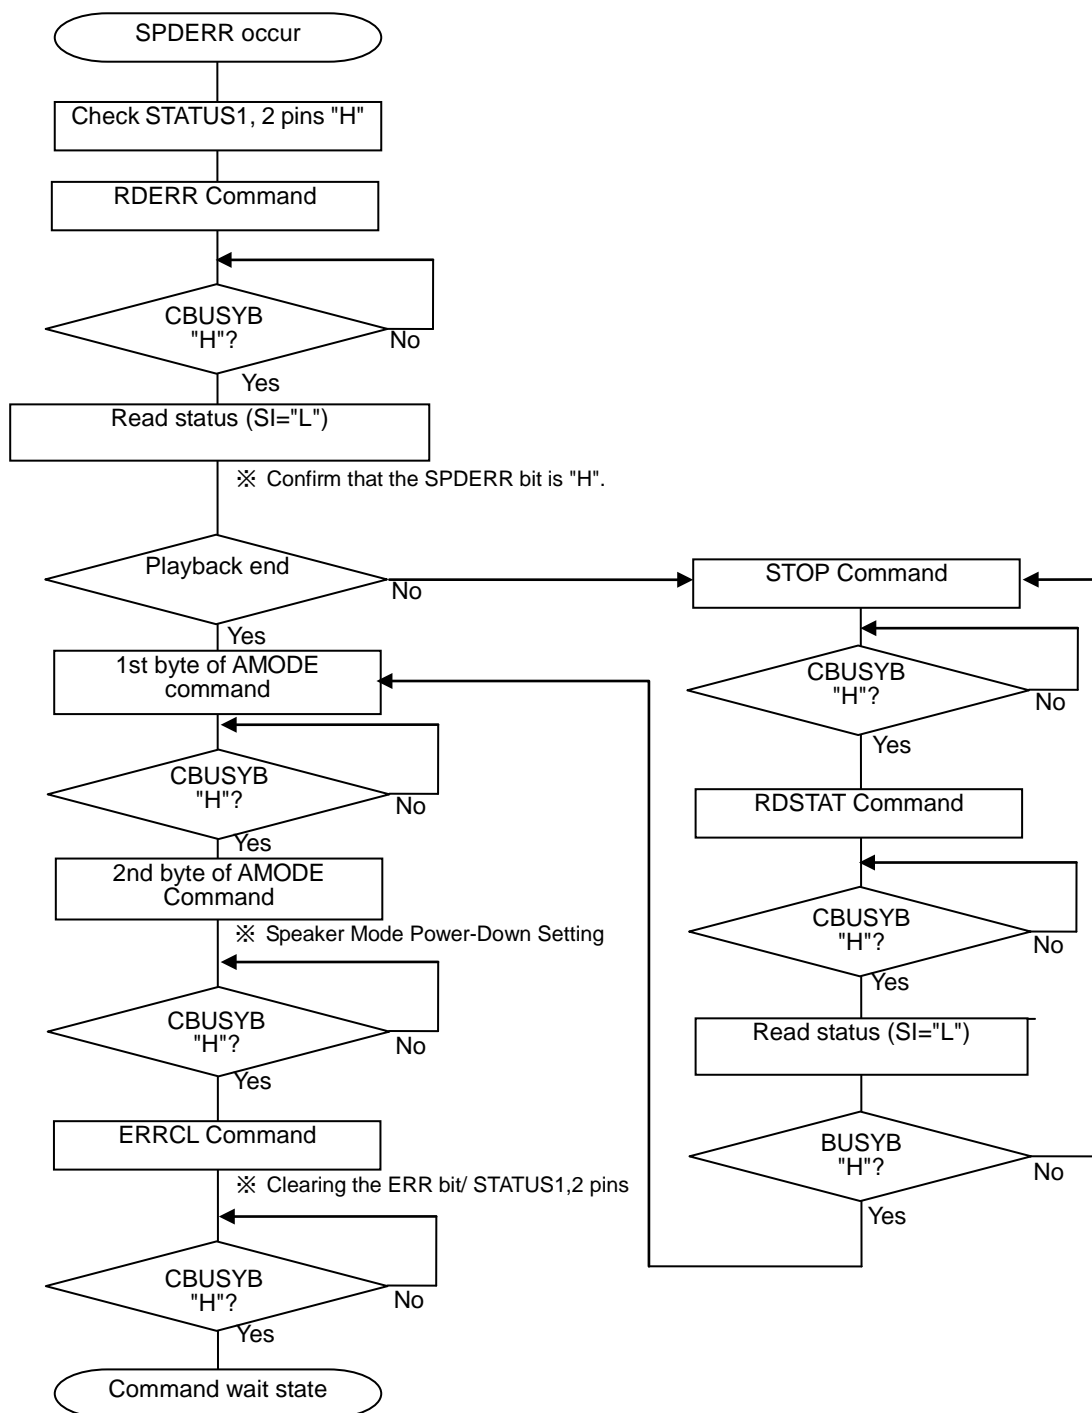 SPDERR occur
Check STATUS1, 2 pins "H"
RDERR Command
CBUSYB
"H"?
No
Yes
Read status (SI="L")
※ Confirm that the SPDERR bit is "H".
Playback end
No
Yes
1st byte of AMODE
command
CBUSYB
"H"?
No
Yes
2nd byte of AMODE
Command
※ Speaker Mode Power-Down Setting
CBUSYB
"H"?
No
Yes
ERRCL Command
※ Clearing the ERR bit/ STATUS1,2 pins
CBUSYB
"H"?
No
Yes
Command wait state
STOP Command
CBUSYB
"H"?
No
Yes
RDSTAT Command
CBUSYB
"H"?
No
Yes
Read status (SI="L")
BUSYB
"H"?
No
Yes